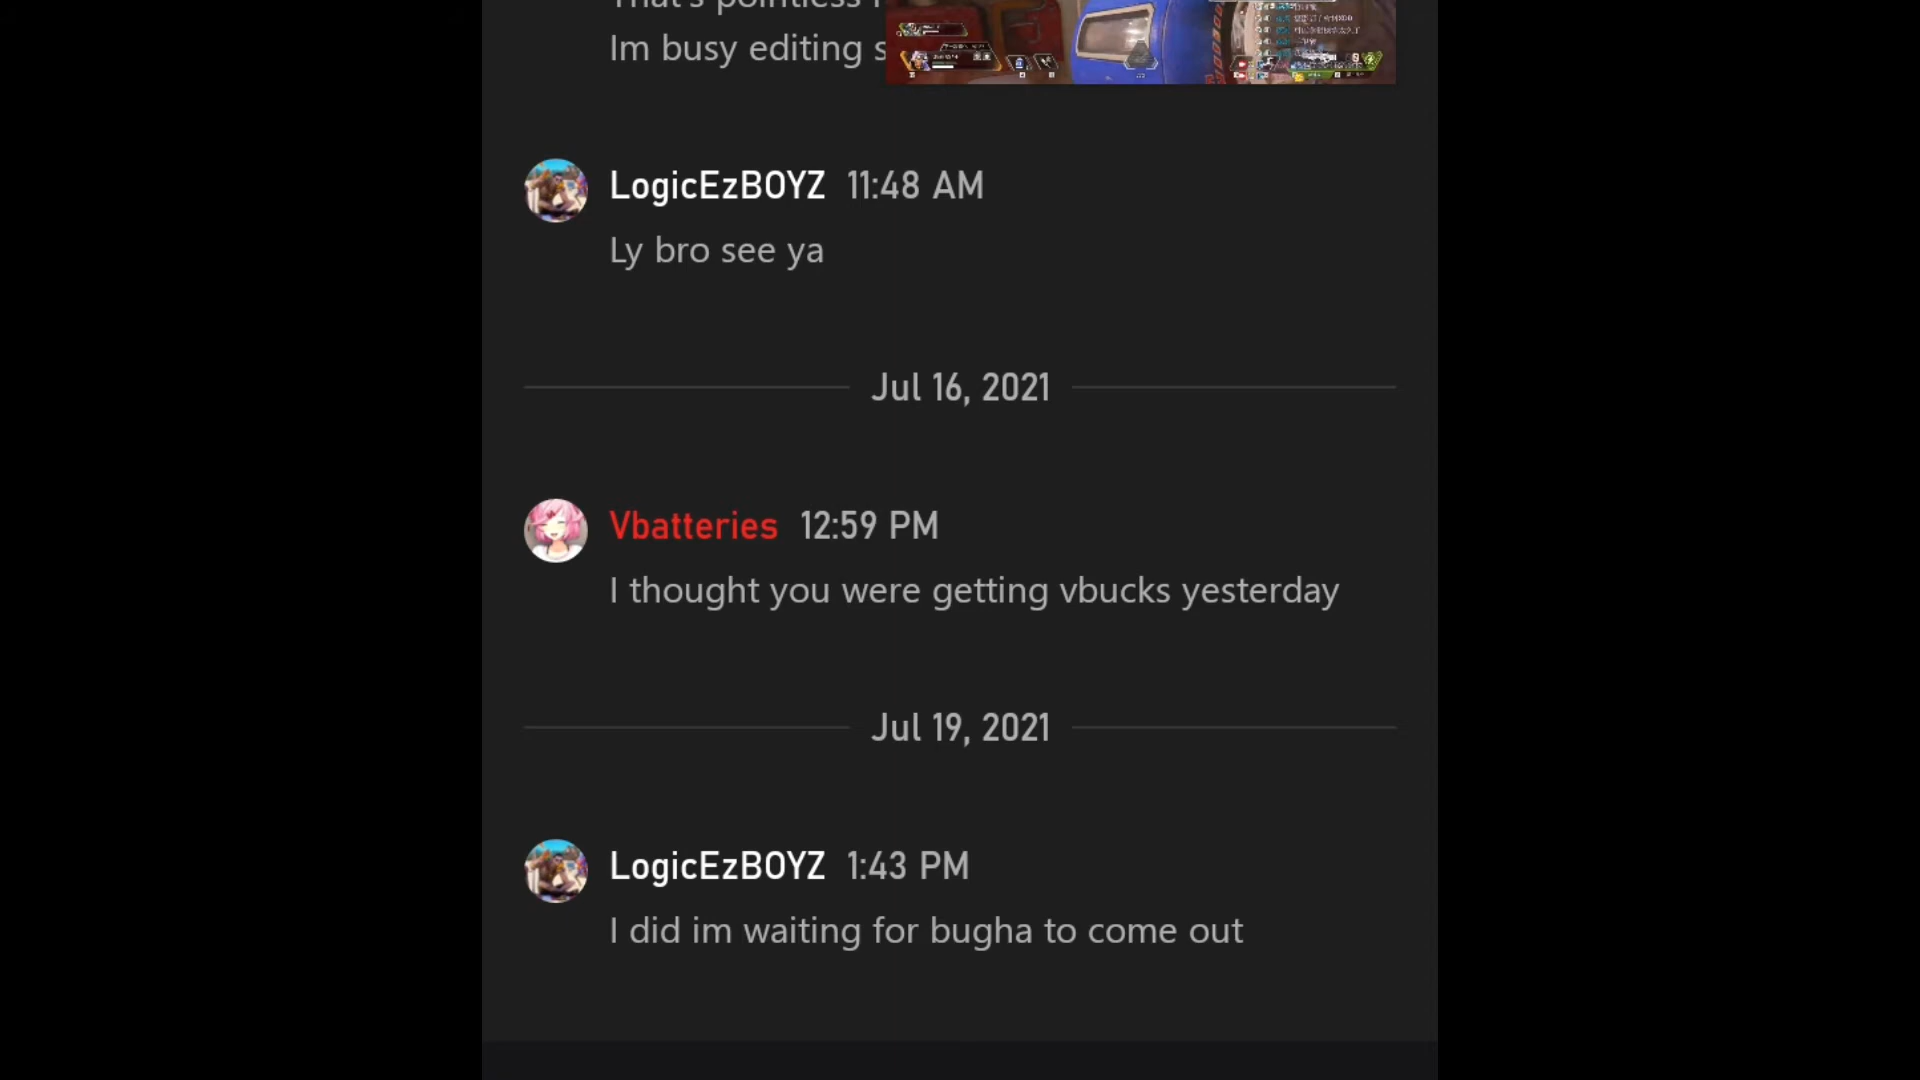 That's pointless
Im busy editing s
LogicEzBOYZ 11:48 AM
Ly bro see ya
Jul 16, 2021
Vbatteries 12:59 PM
I thought you were getting vbucks yesterday
Jul 19, 2021
LogicEzBOYZ 1:43 PM
I did im waiting for bugha to come out